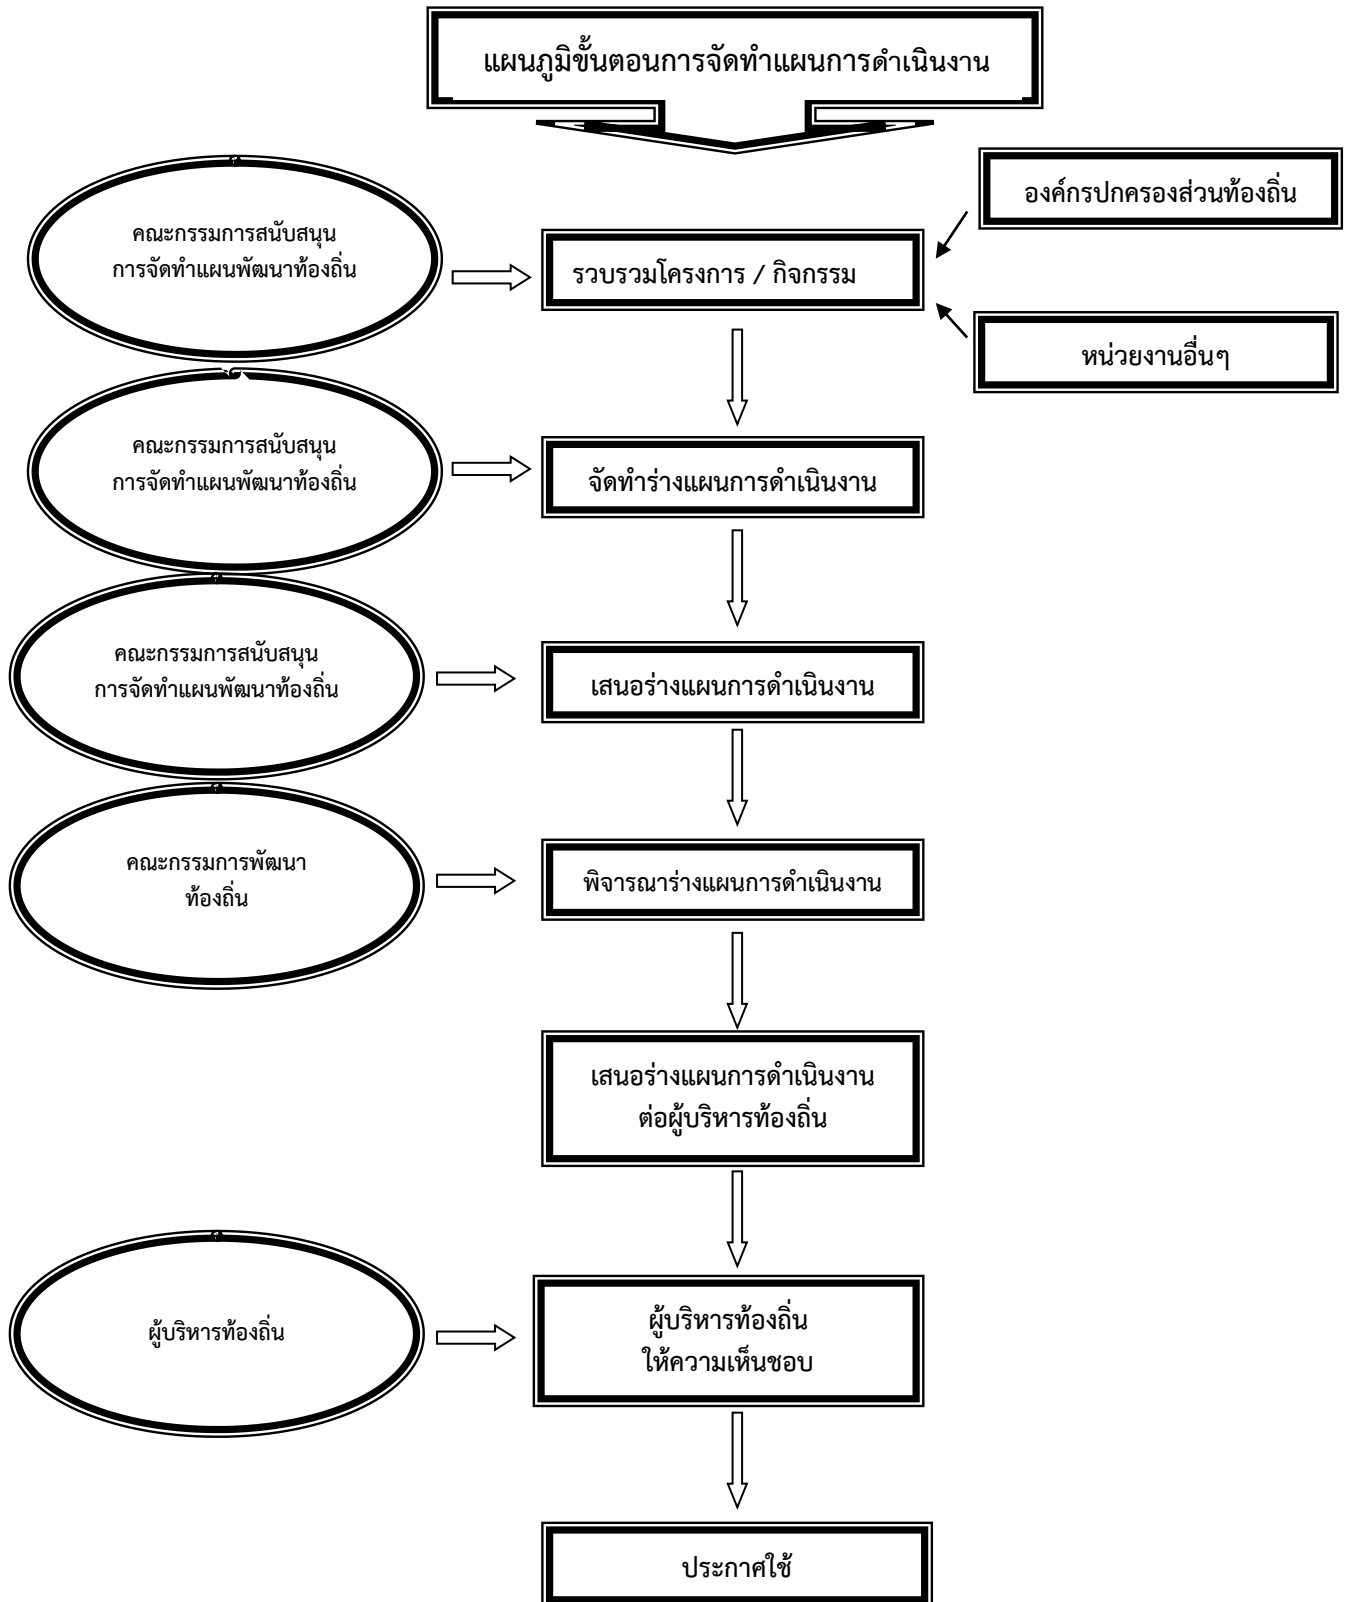 แผนภูมิขั้นตอนการจัดทำแผนการดำเนินงาน
องค์กรปกครองส่วนท้องถิ่น
คณะกรรมการสนับสนุน
การจัดทำแผนพัฒนาท้องถิ่น
รวบรวมโครงการ / กิจกรรม
หน่วยงานอื่นๆ
คณะกรรมการสนับสนุน
การจัดทำแผนพัฒนาท้องถิ่น
จัดทำร่างแผนการดำเนินงาน
คณะกรรมการสนับสนุน
การจัดทำแผนพัฒนาท้องถิ่น
เสนอร่างแผนการดำเนินงาน
คณะกรรมการพัฒนา
ท้องถิ่น
พิจารณาร่างแผนการดำเนินงาน
เสนอร่างแผนการดำเนินงาน
ต่อผู้บริหารท้องถิ่น
ผู้บริหารท้องถิ่น
ผู้บริหารท้องถิ่น
ให้ความเห็นชอบ
ประกาศใช้